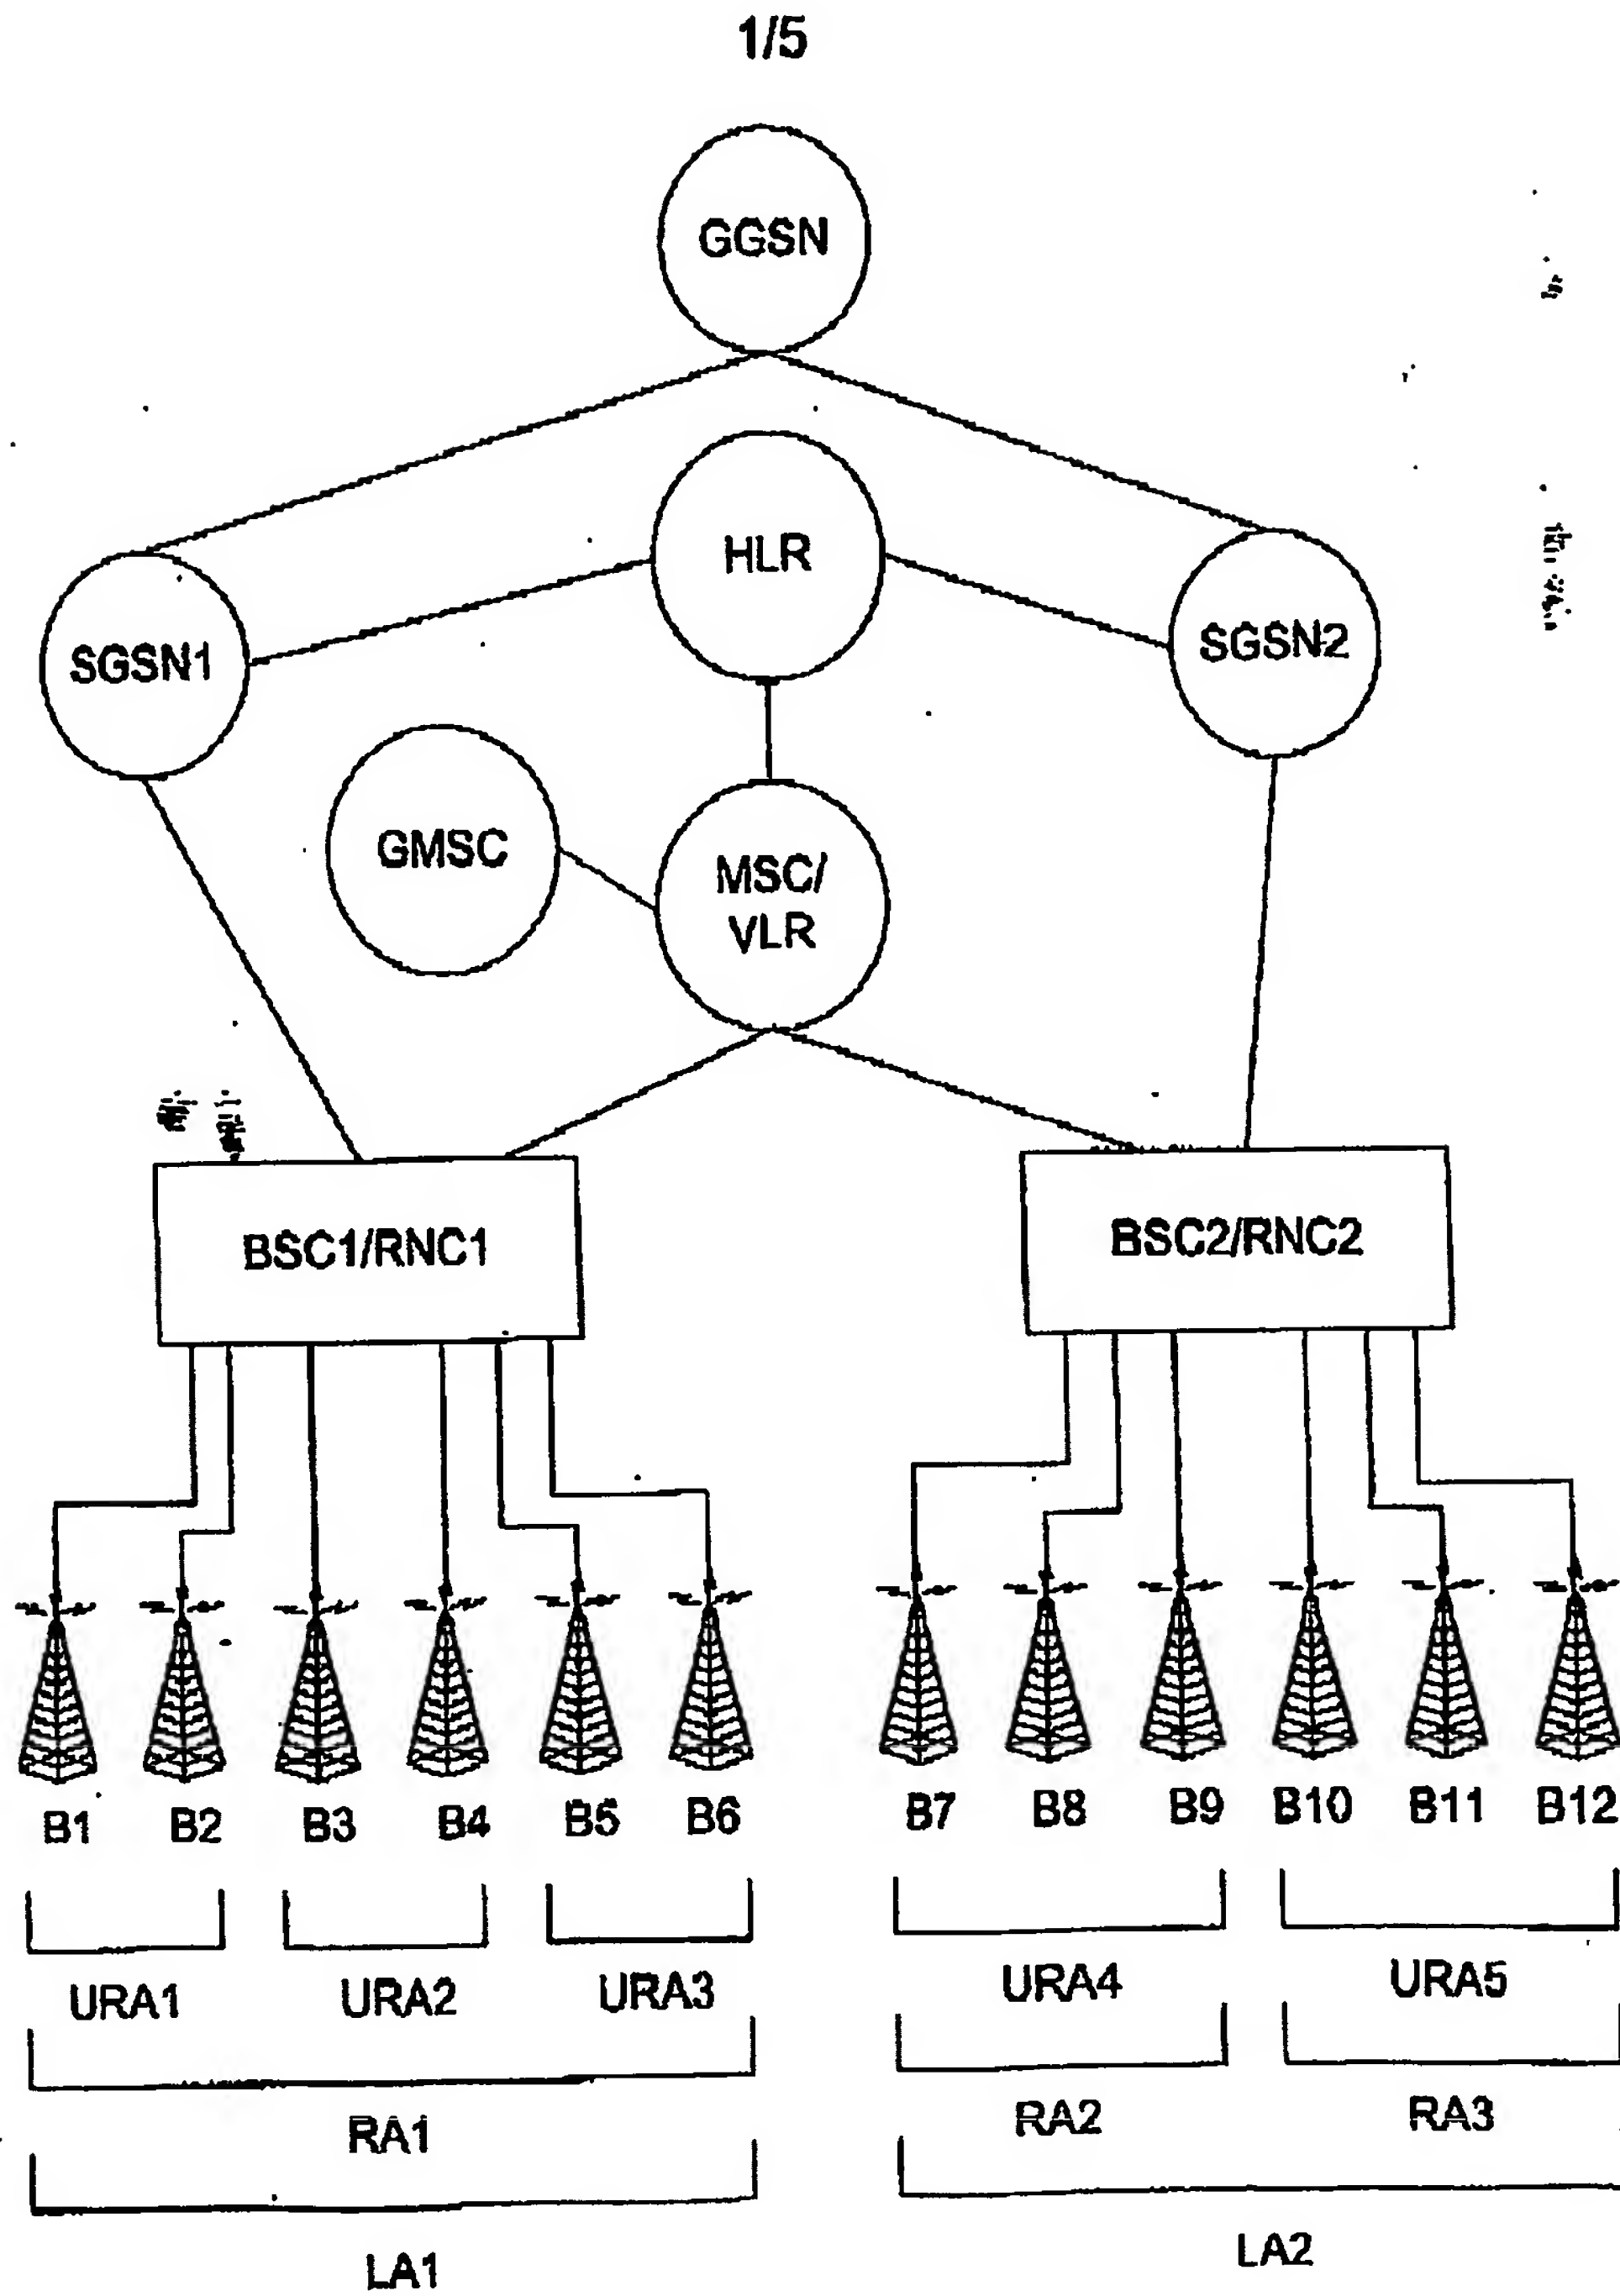 1/5
GGSN
HLR
SGSN1
SGSN2
GMSC
MSC/
VLR
BSC1/RNC1
BSC2/RNC2
B1 B2 B3 B4 B5 B6 B7 B8 B9 B10 B11 B12
URA1 URA2 URA3 URA4 URA5
RA1 RA2 RA3
LA1 LA2